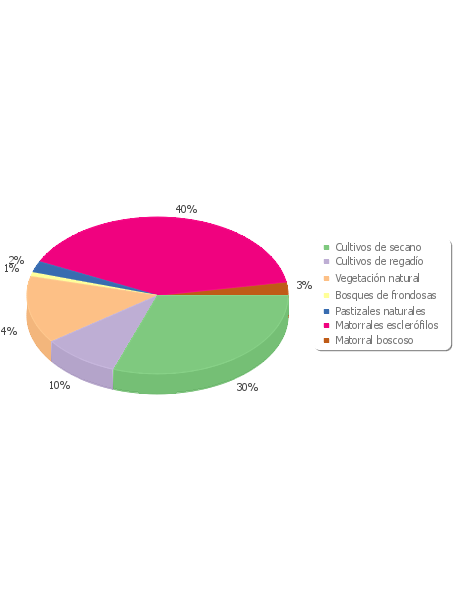 40%
2%
1%
3%
4%
10%
30%
Cultivos de secano
Cultivos de regadío
Vegetación natural
Bosques de frondosas
Pastizales naturales
Matorrales esclerófilos
Matorral boscoso